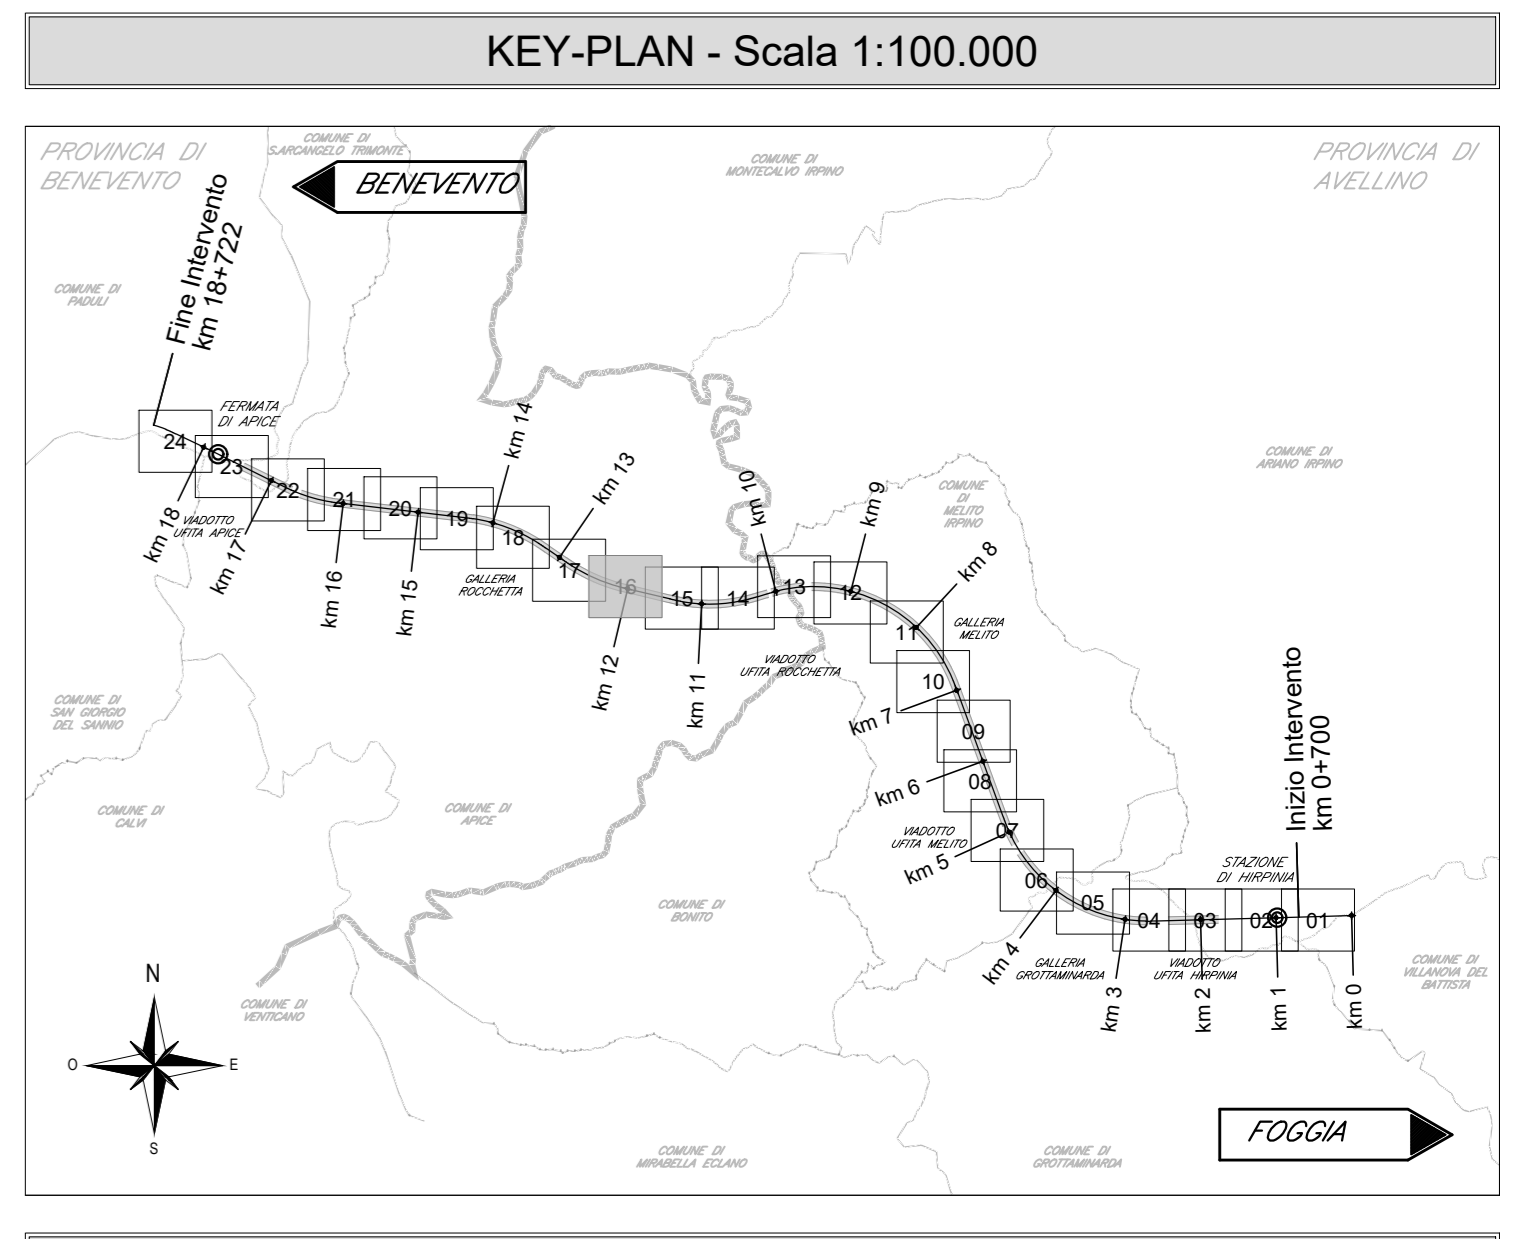 KEY-PLAN - Scala 1:100.000
PROVINCIA DI
BENEVENTO
COMUNE DI
S.ARCANGELO TRIMONTE
BENEVENTO
COMUNE DI
MONTECALVO IRPINO
PROVINCIA DI
AVELLINO
Fine Intervento
km 18+722
COMUNE DI
PADULI
FERMATA
DI APICE
24
23
22
21
20
19
18
17
16
15
14
13
12
11
10
09
08
07
06
05
04
03
02
01
km 18
km 17
km 16
km 15
km 14
km 13
km 12
km 11
km 10
km 9
km 8
km 7
km 6
km 5
km 4
km 3
km 2
km 1
km 0
VIADOTTO
UFITA APICE
GALLERIA
ROCCHETTA
VIADOTTO
UFITA ROCCHETTA
GALLERIA
MELITO
VIADOTTO
UFITA MELITO
GALLERIA
GROTTAMINARDA
VIADOTTO
UFITA HIRPINIA
STAZIONE
DI HIRPINIA
Inizio Intervento
km 0+700
COMUNE DI
ARIANO IRPINO
COMUNE
DI
MELITO
IRPINO
COMUNE DI
SAN GIORGIO
DEL SANNIO
COMUNE DI
CALVI
COMUNE DI
APICE
COMUNE DI
BONITO
COMUNE DI
VENTICANO
COMUNE DI
VILLANOVA DEL
BATTISTA
COMUNE DI
MIRABELLA ECLANO
COMUNE DI
GROTTAMINARDA
N
O
E
S
FOGGIA